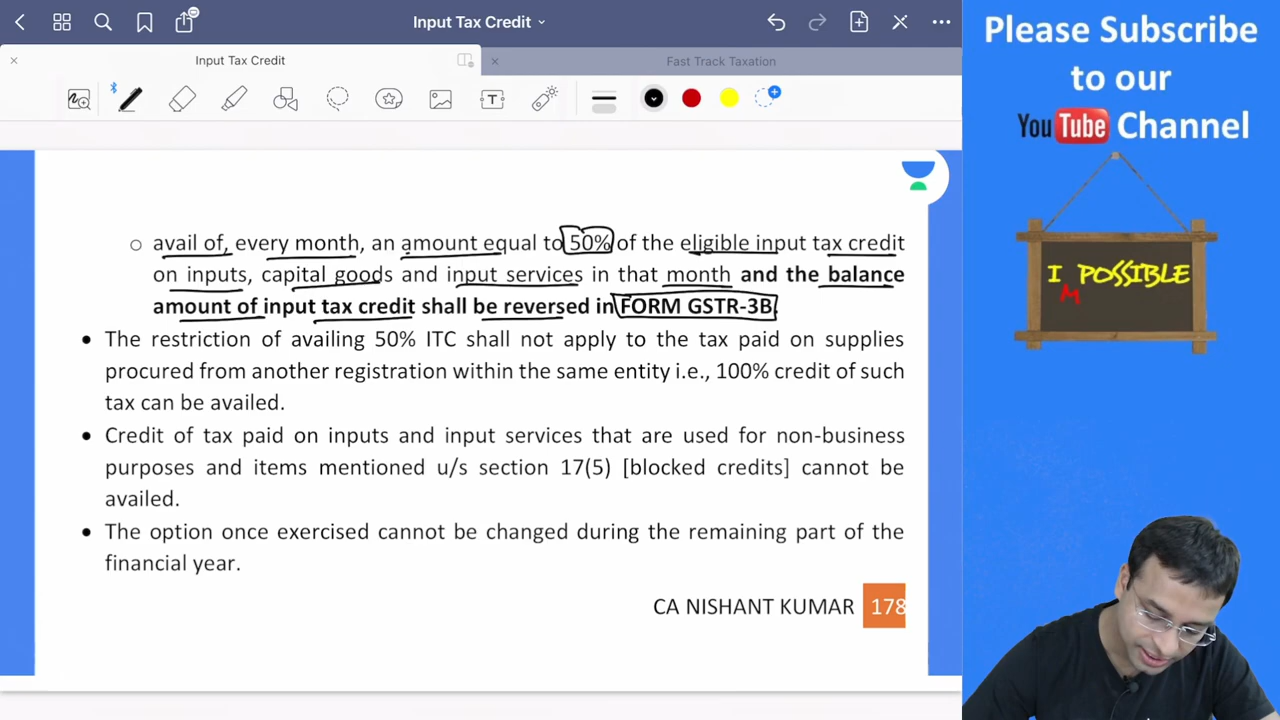 Input Tax Credit
Please Subscribe
to our
YouTube Channel
Input Tax Credit
Fast Track Taxation
I POSSIBLE
M
avail of, every month, an amount equal to 50% of the eligible input tax credit
on inputs, capital goods and input services in that month and the balance
amount of input tax credit shall be reversed in FORM GSTR-3B.
• The restriction of availing 50% ITC shall not apply to the tax paid on supplies
procured from another registration within the same entity i.e., 100% credit of such
tax can be availed.
• Credit of tax paid on inputs and input services that are used for non-business
purposes and items mentioned u/s section 17(5) [blocked credits] cannot be
availed.
• The option once exercised cannot be changed during the remaining part of the
financial year.
CA NISHANT KUMAR 178